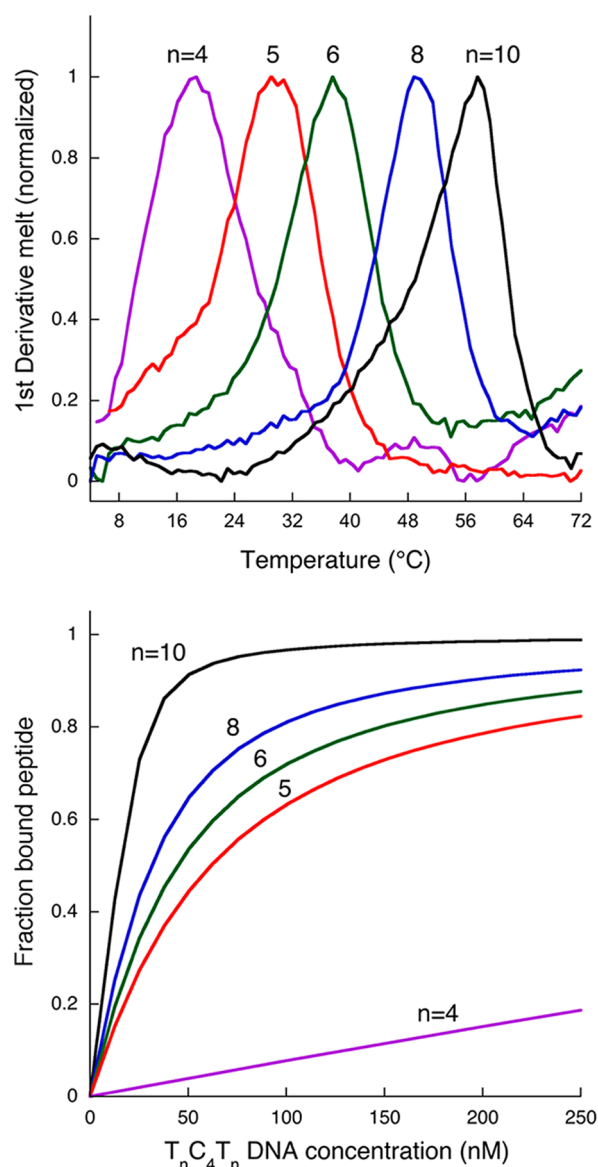 n=4 5 6 8 n=10
1
0.8
0.6
0.4
0.2
0
1st Derivative melt (normalized)
8 16 24 32 40 48 56 64 72
Temperature (°C)
1
0.8
0.6
0.4
0.2
0
Fraction bound peptide
n=10
8
6
5
n=4
0 50 100 150 200 250
TnC4Tn DNA concentration (nM)